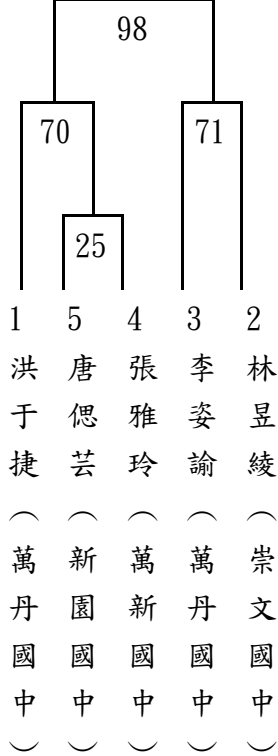 98
70
71
25
1
洪于捷（萬丹國中）
5
唐偲芸（新園國中）
4
張雅玲（萬新國中）
3
李姿諭（萬丹國中）
2
林昱綾（崇文國中）